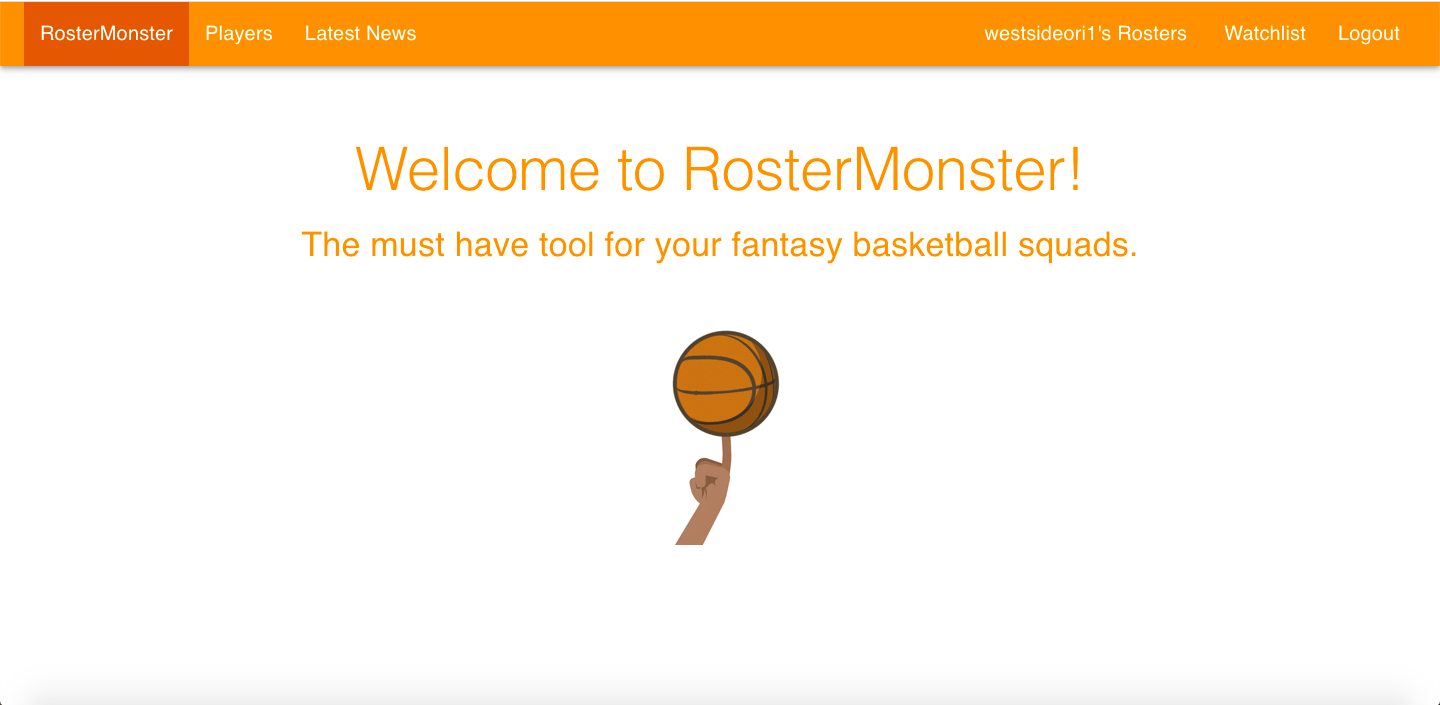 RosterMonster Players Latest News westsideori1's Rosters Watchlist Logout
Welcome to RosterMonster!
The must have tool for your fantasy basketball squads.